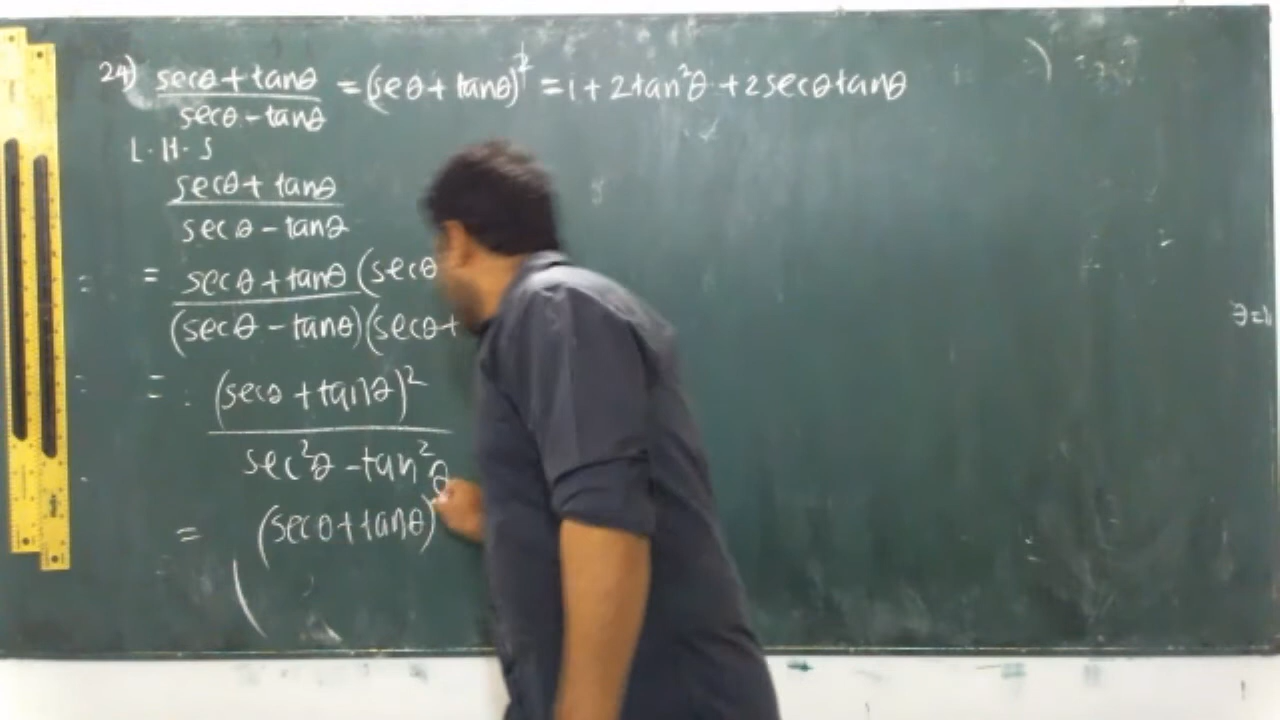 24) secθ + tanθ / secθ - tanθ = (seθ + tanθ)² = 1 + 2tan²θ + 2secθtanθ
L.H.S
secθ + tanθ / secθ - tanθ
= secθ + tanθ (secθ / (secθ - tanθ)(secθ+
= (secθ + tanθ)² / sec²θ - tan²θ
= (secθ + tanθ)